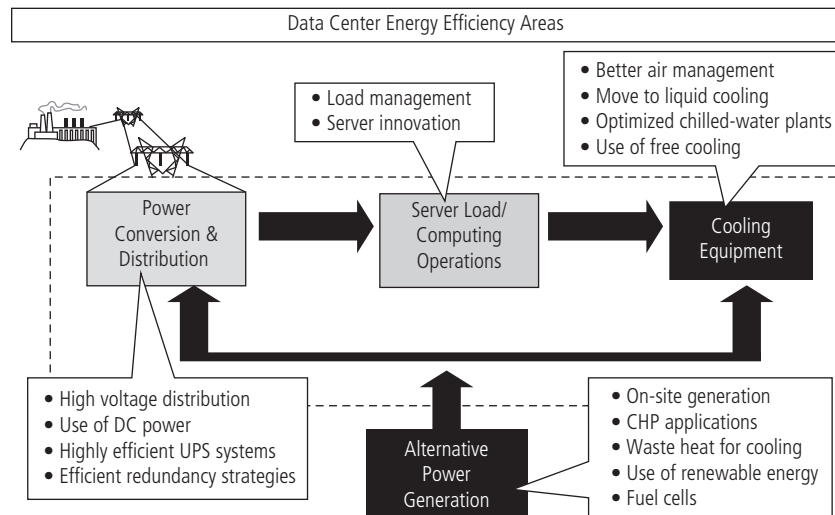 Data Center Energy Efficiency Areas
• Load management
• Server innovation
• Better air management
• Move to liquid cooling
• Optimized chilled-water plants
• Use of free cooling
Power
Conversion &
Distribution
Server Load/
Computing
Operations
Cooling
Equipment
• High voltage distribution
• Use of DC power
• Highly efficient UPS systems
• Efficient redundancy strategies
Alternative
Power
Generation
• On-site generation
• CHP applications
• Waste heat for cooling
• Use of renewable energy
• Fuel cells